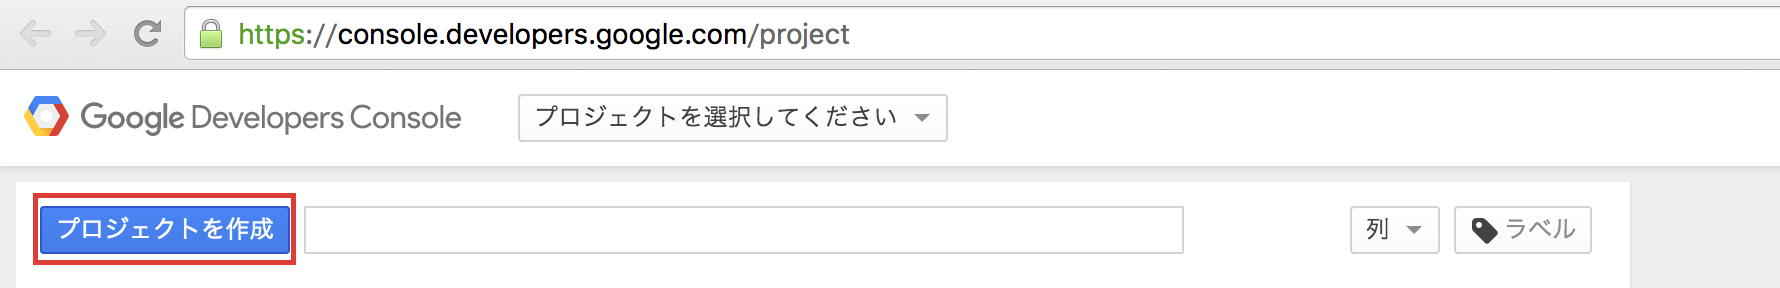 https://console.developers.google.com/project
Google Developers Console
プロジェクトを選択してください
プロジェクトを作成
列
ラベル